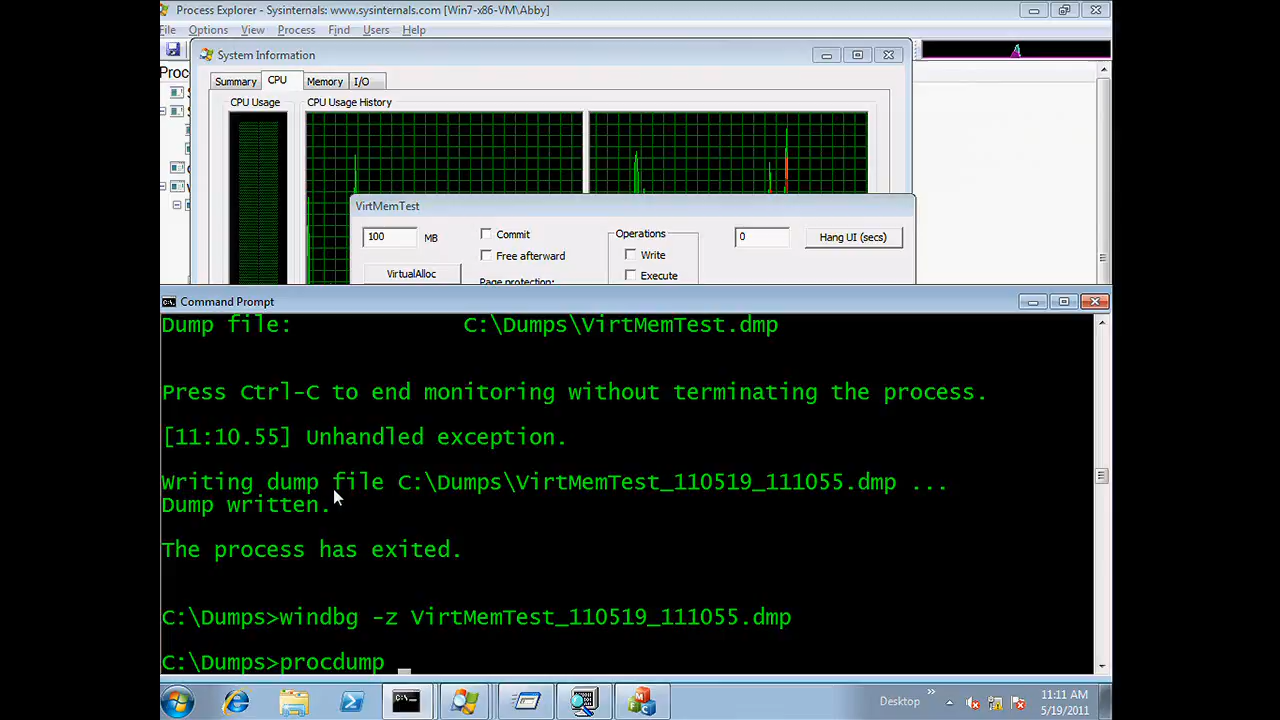 Process Explorer - Sysinternals: www.sysinternals.com [Win7-x86-VM\Abby]
File Options View Process Find Users Help
System Information
Summary CPU Memory I/O
CPU Usage CPU Usage History
VirtMemTest
100 MB Commit Operations 0 Hang UI (secs)
Free afterward Write
VirtualAlloc Execute
Page protection:
Command Prompt
Dump file: C:\Dumps\VirtMemTest.dmp
Press Ctrl-C to end monitoring without terminating the process.
[11:10.55] Unhandled exception.
Writing dump file C:\Dumps\VirtMemTest_110519_111055.dmp ...
Dump written.
The process has exited.
C:\Dumps>windbg -z VirtMemTest_110519_111055.dmp
C:\Dumps>procdump
Desktop
11:11 AM
5/19/2011